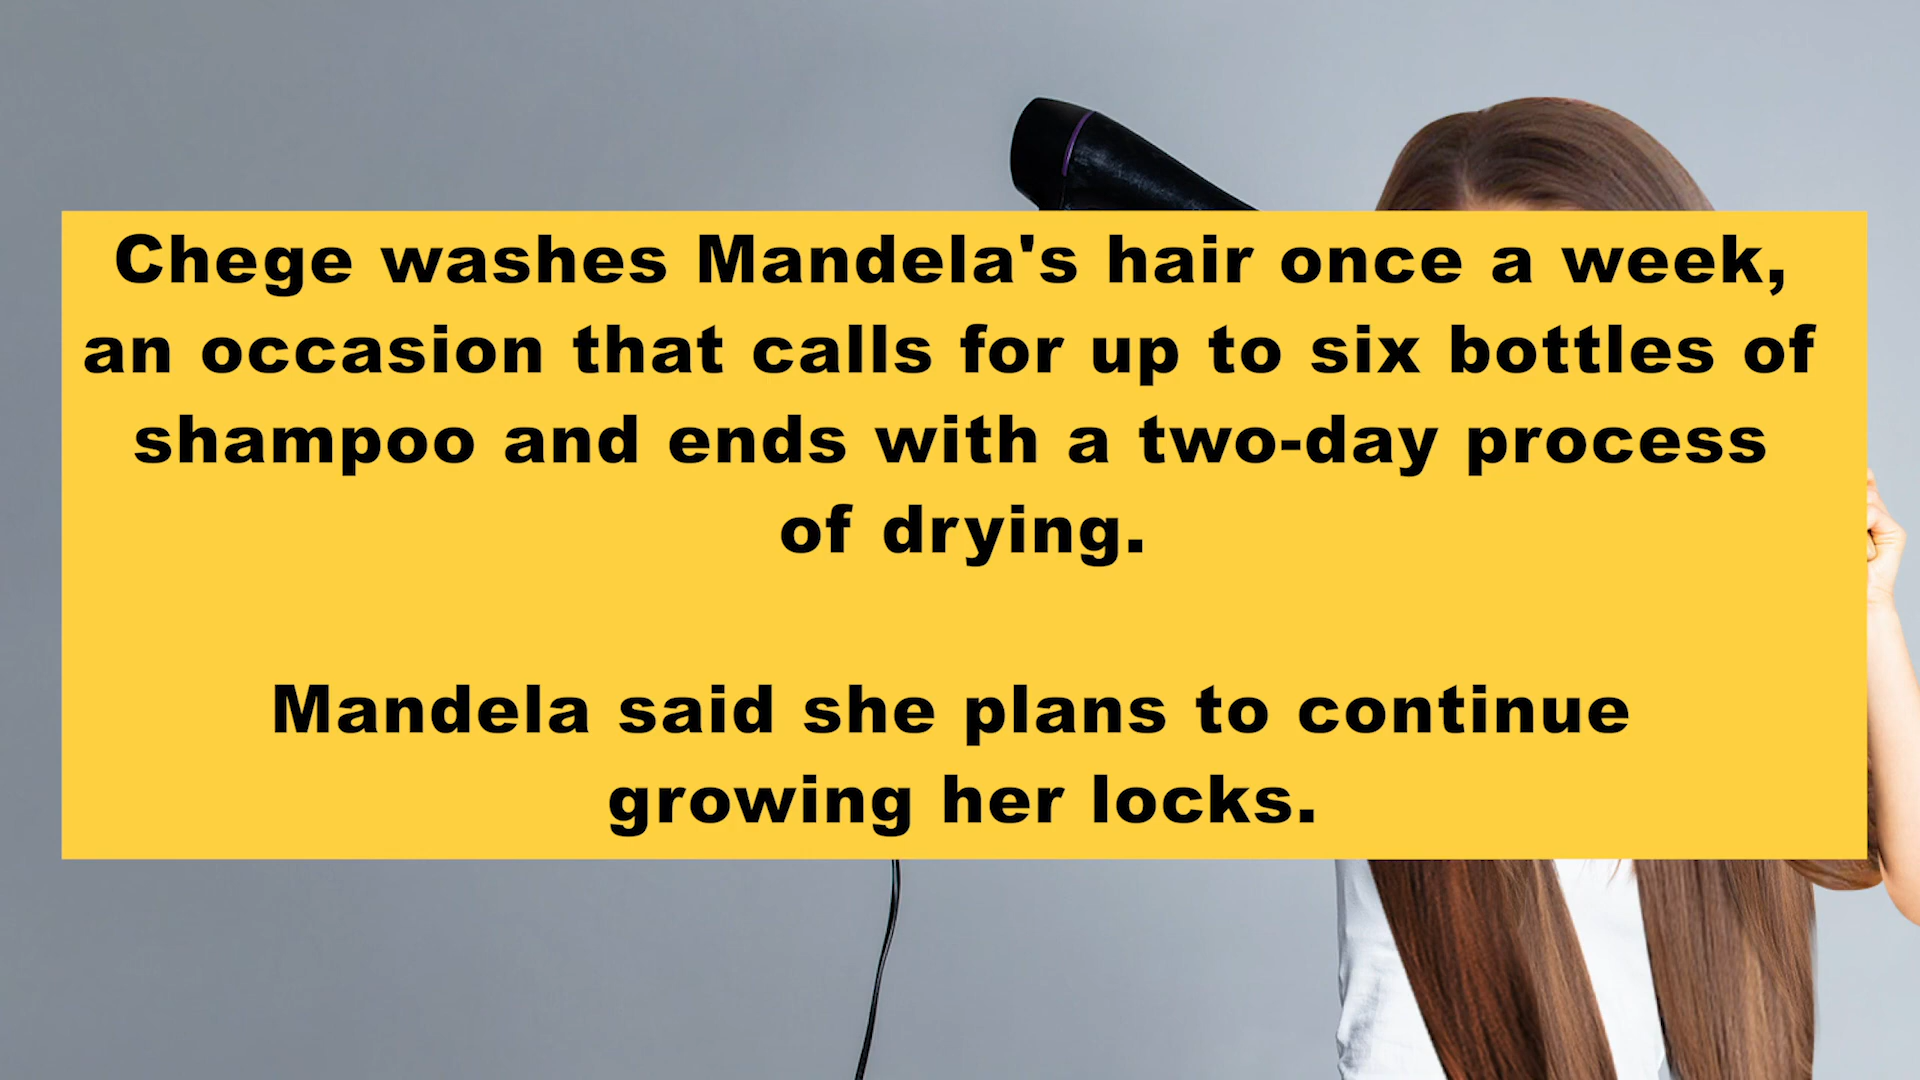 Chege washes Mandela's hair once a week,
an occasion that calls for up to six bottles of
shampoo and ends with a two-day process
of drying.
Mandela said she plans to continue
growing her locks.